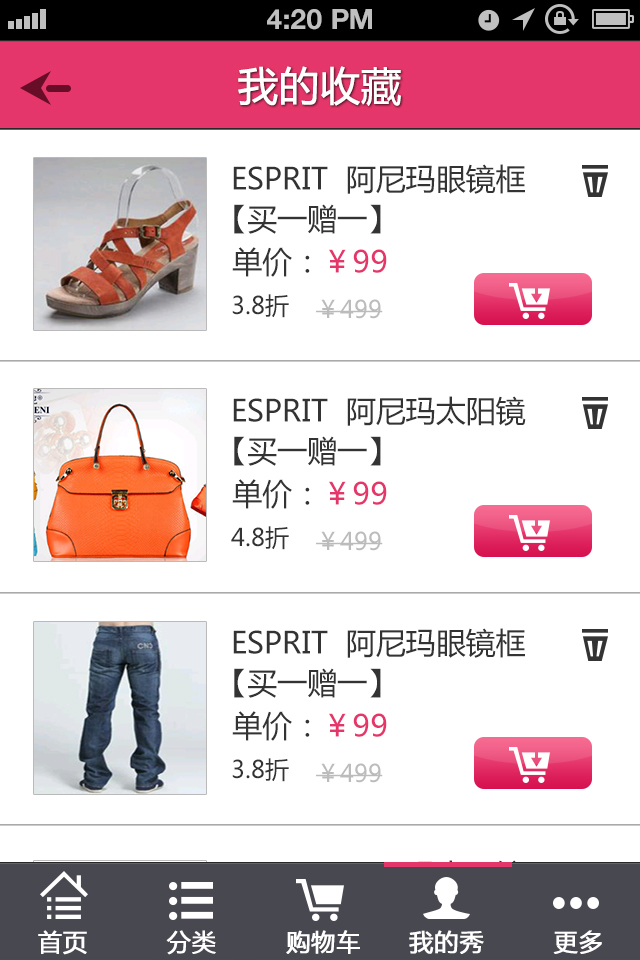 4:20 PM
我的收藏
ESPRIT 阿尼玛眼镜框
【买一赠一】
单价：￥99
3.8折 ￥499
ENI
ESPRIT 阿尼玛太阳镜
【买一赠一】
单价：￥99
4.8折 ￥499
ESPRIT 阿尼玛眼镜框
【买一赠一】
单价：￥99
3.8折 ￥499
首页 分类 购物车 我的秀 更多